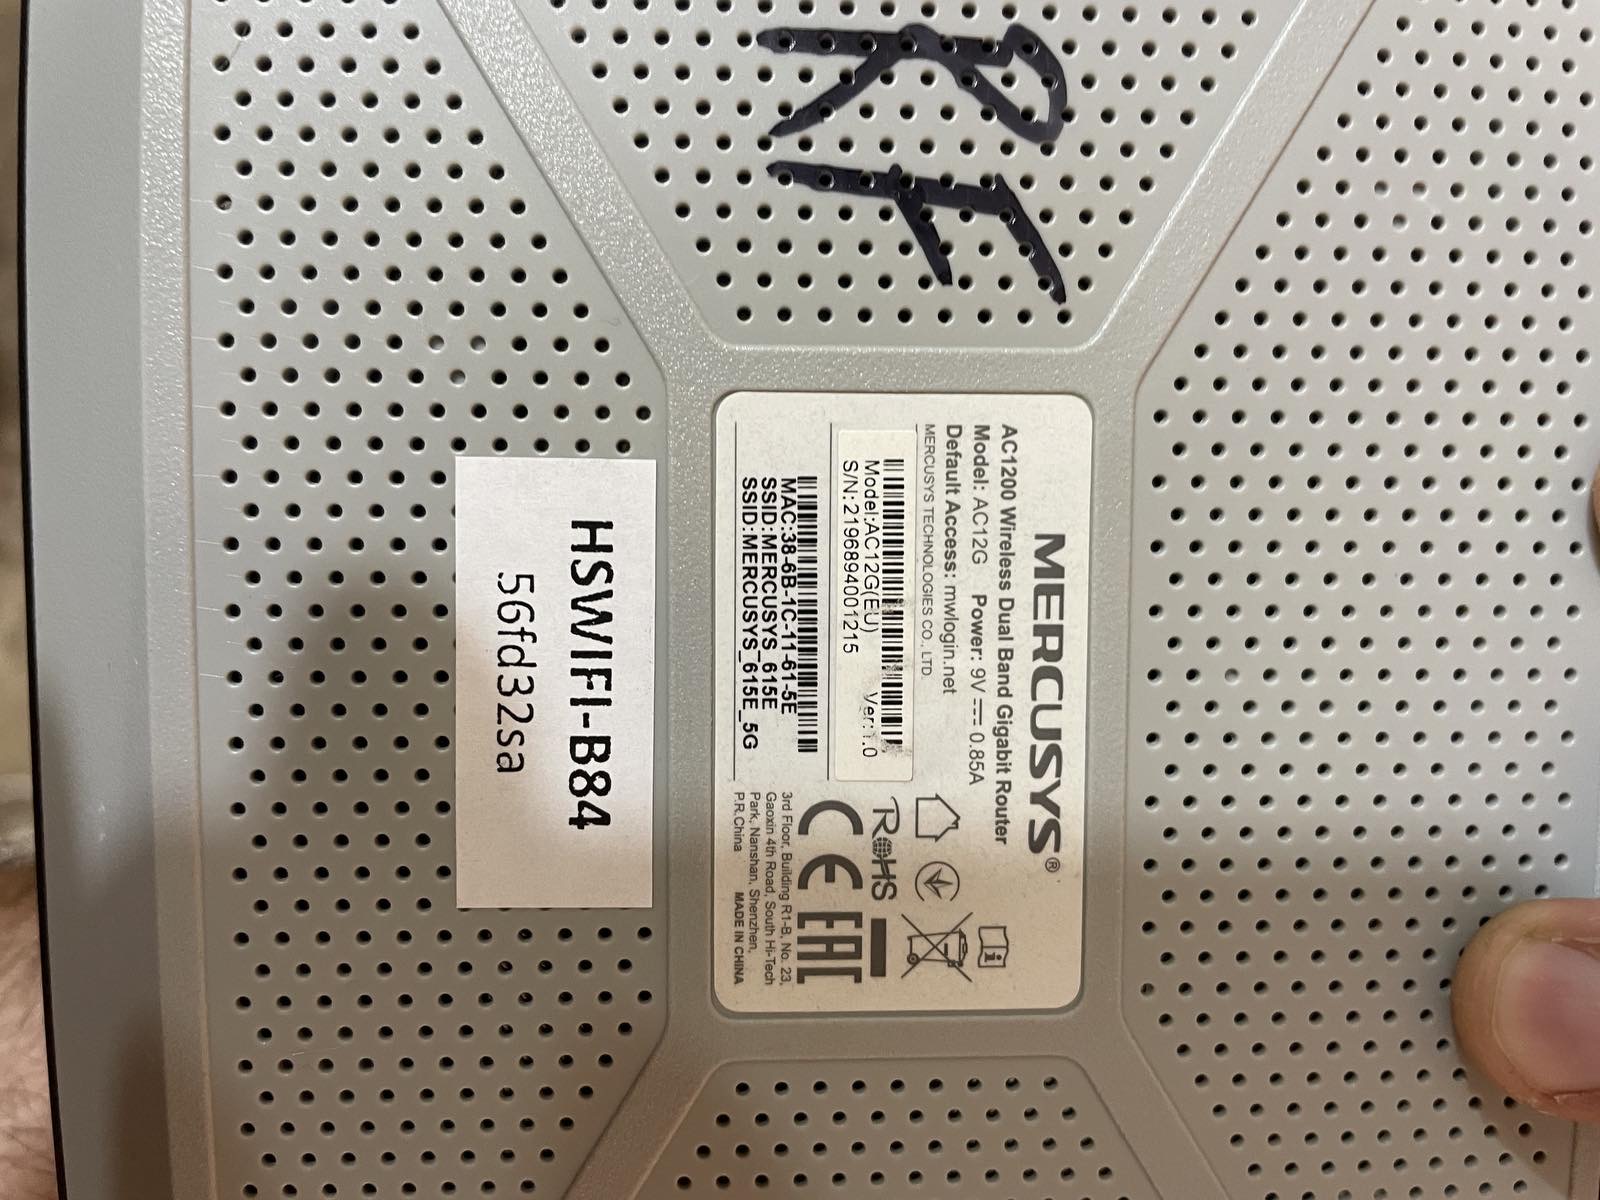 RF
MERCUSYS®
AC1200 Wireless Dual Band Gigabit Router
Model: AC12G Power: 9V⎓0.85A
Default Access: mwlogin.net
MERCUSYS TECHNOLOGIES CO., LTD
Model:AC12G(EU) Ver:1.0
S/N:2196894001215
MAC:38-6B-1C-11-61-5E
SSID:MERCUSYS_615E
SSID:MERCUSYS_615E_5G
RoHS
CE EAC
3rd Floor, Building R1-B, No. 23,
Gaoxin 4th Road, South Hi-Tech
Park, Nanshan, Shenzhen,
P.R.China MADE IN CHINA
HSWIFI-B84
56fd32sa